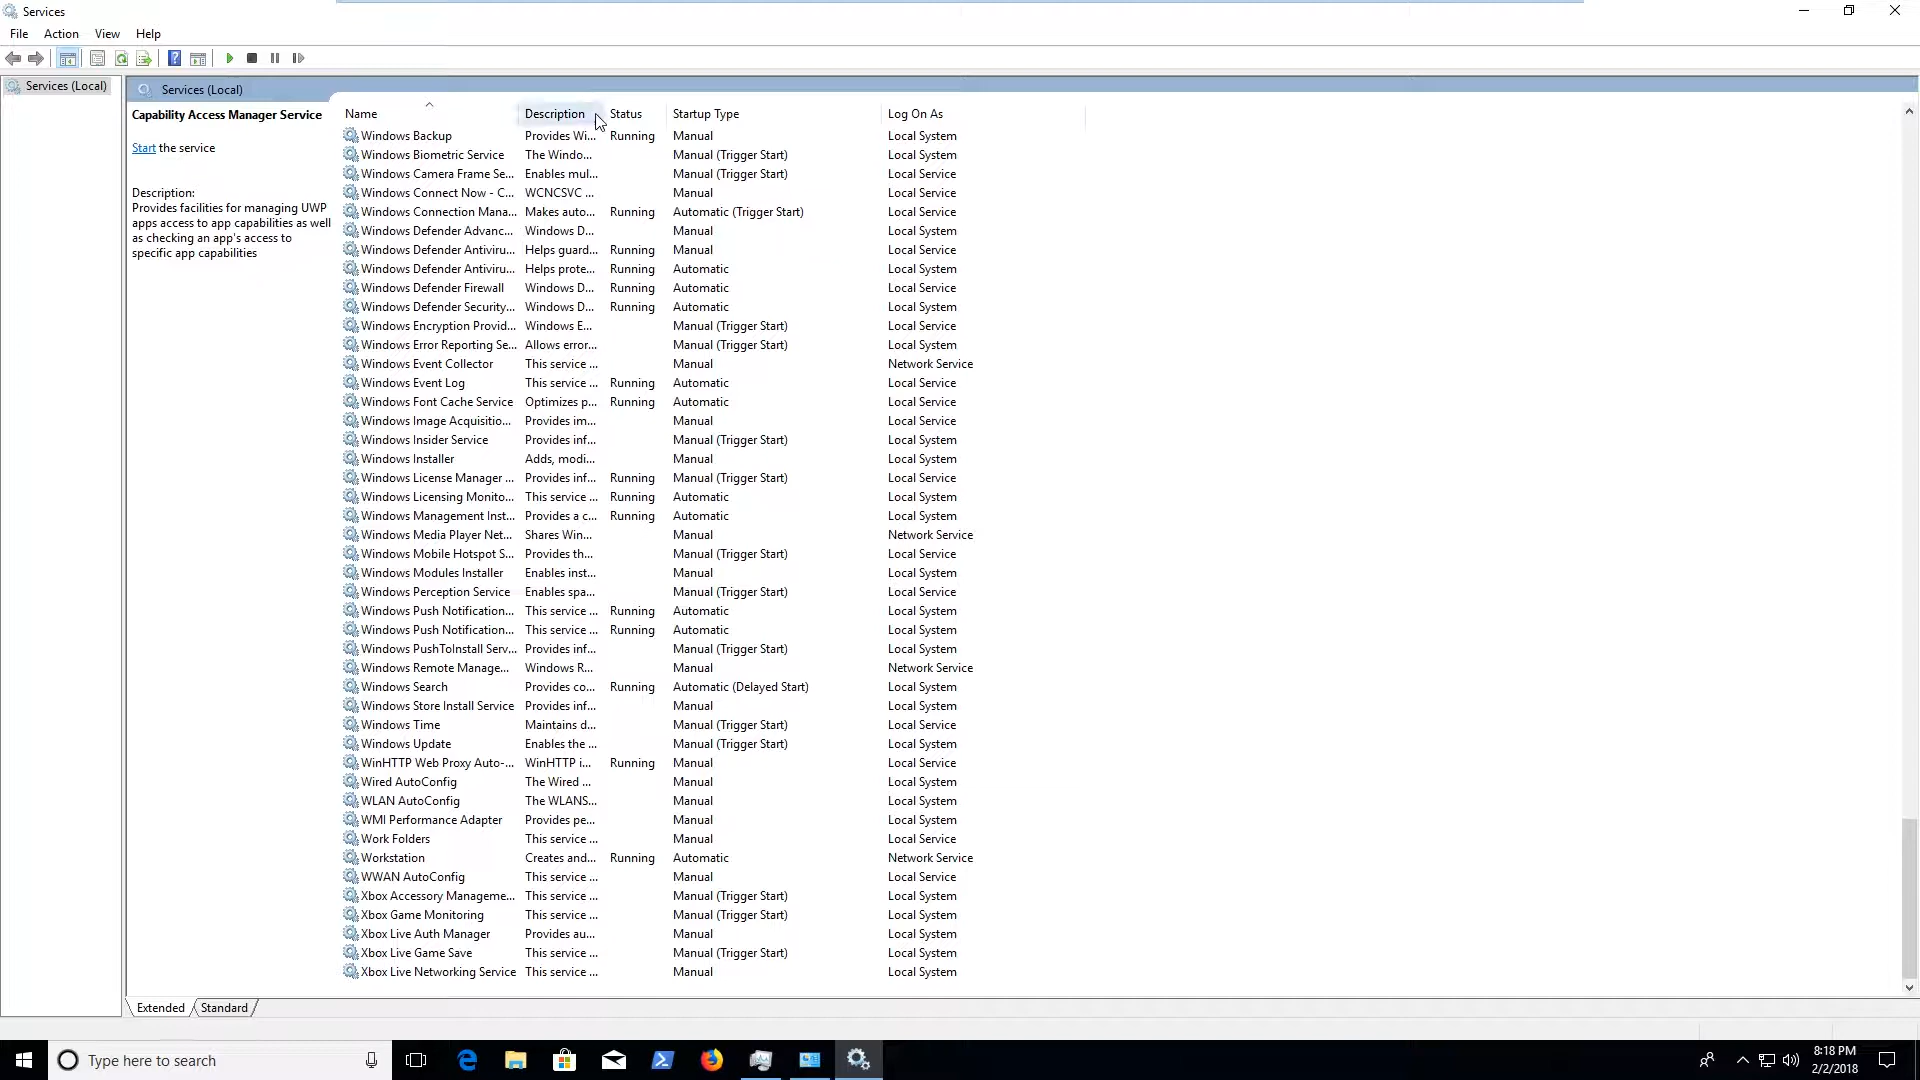 Services
File Action View Help
Services (Local)
Services (Local)
Capability Access Manager Service
Start the service
Description:
Provides facilities for managing UWP
apps access to app capabilities as well
as checking an app's access to
specific app capabilities
Name Description Status Startup Type Log On As
Windows Backup Provides Wi... Running Manual Local System
Windows Biometric Service The Windo... Manual (Trigger Start) Local System
Windows Camera Frame Se... Enables mul... Manual (Trigger Start) Local Service
Windows Connect Now - C... WCNCSVC ... Manual Local Service
Windows Connection Mana... Makes auto... Running Automatic (Trigger Start) Local Service
Windows Defender Advanc... Windows D... Manual Local System
Windows Defender Antiviru... Helps guard... Running Manual Local Service
Windows Defender Antiviru... Helps prote... Running Automatic Local System
Windows Defender Firewall Windows D... Running Automatic Local Service
Windows Defender Security... Windows D... Running Automatic Local System
Windows Encryption Provid... Windows E... Manual (Trigger Start) Local Service
Windows Error Reporting Se... Allows error... Manual (Trigger Start) Local System
Windows Event Collector This service ... Manual Network Service
Windows Event Log This service ... Running Automatic Local Service
Windows Font Cache Service Optimizes p... Running Automatic Local Service
Windows Image Acquisitio... Provides im... Manual Local Service
Windows Insider Service Provides inf... Manual (Trigger Start) Local System
Windows Installer Adds, modi... Manual Local System
Windows License Manager ... Provides inf... Running Manual (Trigger Start) Local Service
Windows Licensing Monito... This service ... Running Automatic Local System
Windows Management Inst... Provides a c... Running Automatic Local System
Windows Media Player Net... Shares Win... Manual Network Service
Windows Mobile Hotspot S... Provides th... Manual (Trigger Start) Local Service
Windows Modules Installer Enables inst... Manual Local System
Windows Perception Service Enables spa... Manual (Trigger Start) Local Service
Windows Push Notification... This service ... Running Automatic Local System
Windows Push Notification... This service ... Running Automatic Local System
Windows PushToInstall Serv... Provides inf... Manual (Trigger Start) Local System
Windows Remote Manage... Windows R... Manual Network Service
Windows Search Provides co... Running Automatic (Delayed Start) Local System
Windows Store Install Service Provides inf... Manual Local System
Windows Time Maintains d... Manual (Trigger Start) Local Service
Windows Update Enables the ... Manual (Trigger Start) Local System
WinHTTP Web Proxy Auto-... WinHTTP i... Running Manual Local Service
Wired AutoConfig The Wired ... Manual Local System
WLAN AutoConfig The WLANS... Manual Local System
WMI Performance Adapter Provides pe... Manual Local System
Work Folders This service ... Manual Local Service
Workstation Creates and... Running Automatic Network Service
WWAN AutoConfig This service ... Manual Local Service
Xbox Accessory Manageme... This service ... Manual (Trigger Start) Local System
Xbox Game Monitoring This service ... Manual (Trigger Start) Local System
Xbox Live Auth Manager Provides au... Manual Local System
Xbox Live Game Save This service ... Manual (Trigger Start) Local System
Xbox Live Networking Service This service ... Manual Local System
Extended Standard
Type here to search
8:18 PM
2/2/2018